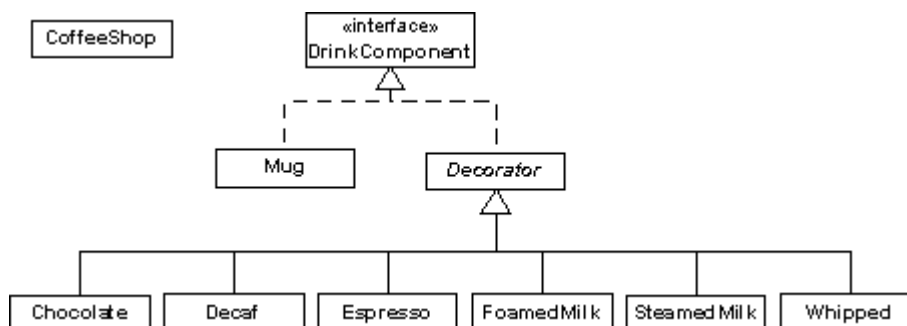 CoffeeShop
«interface»
DrinkComponent
Mug
Decorator
Chocolate
Decaf
Espresso
FoamedMilk
SteamedMilk
Whipped